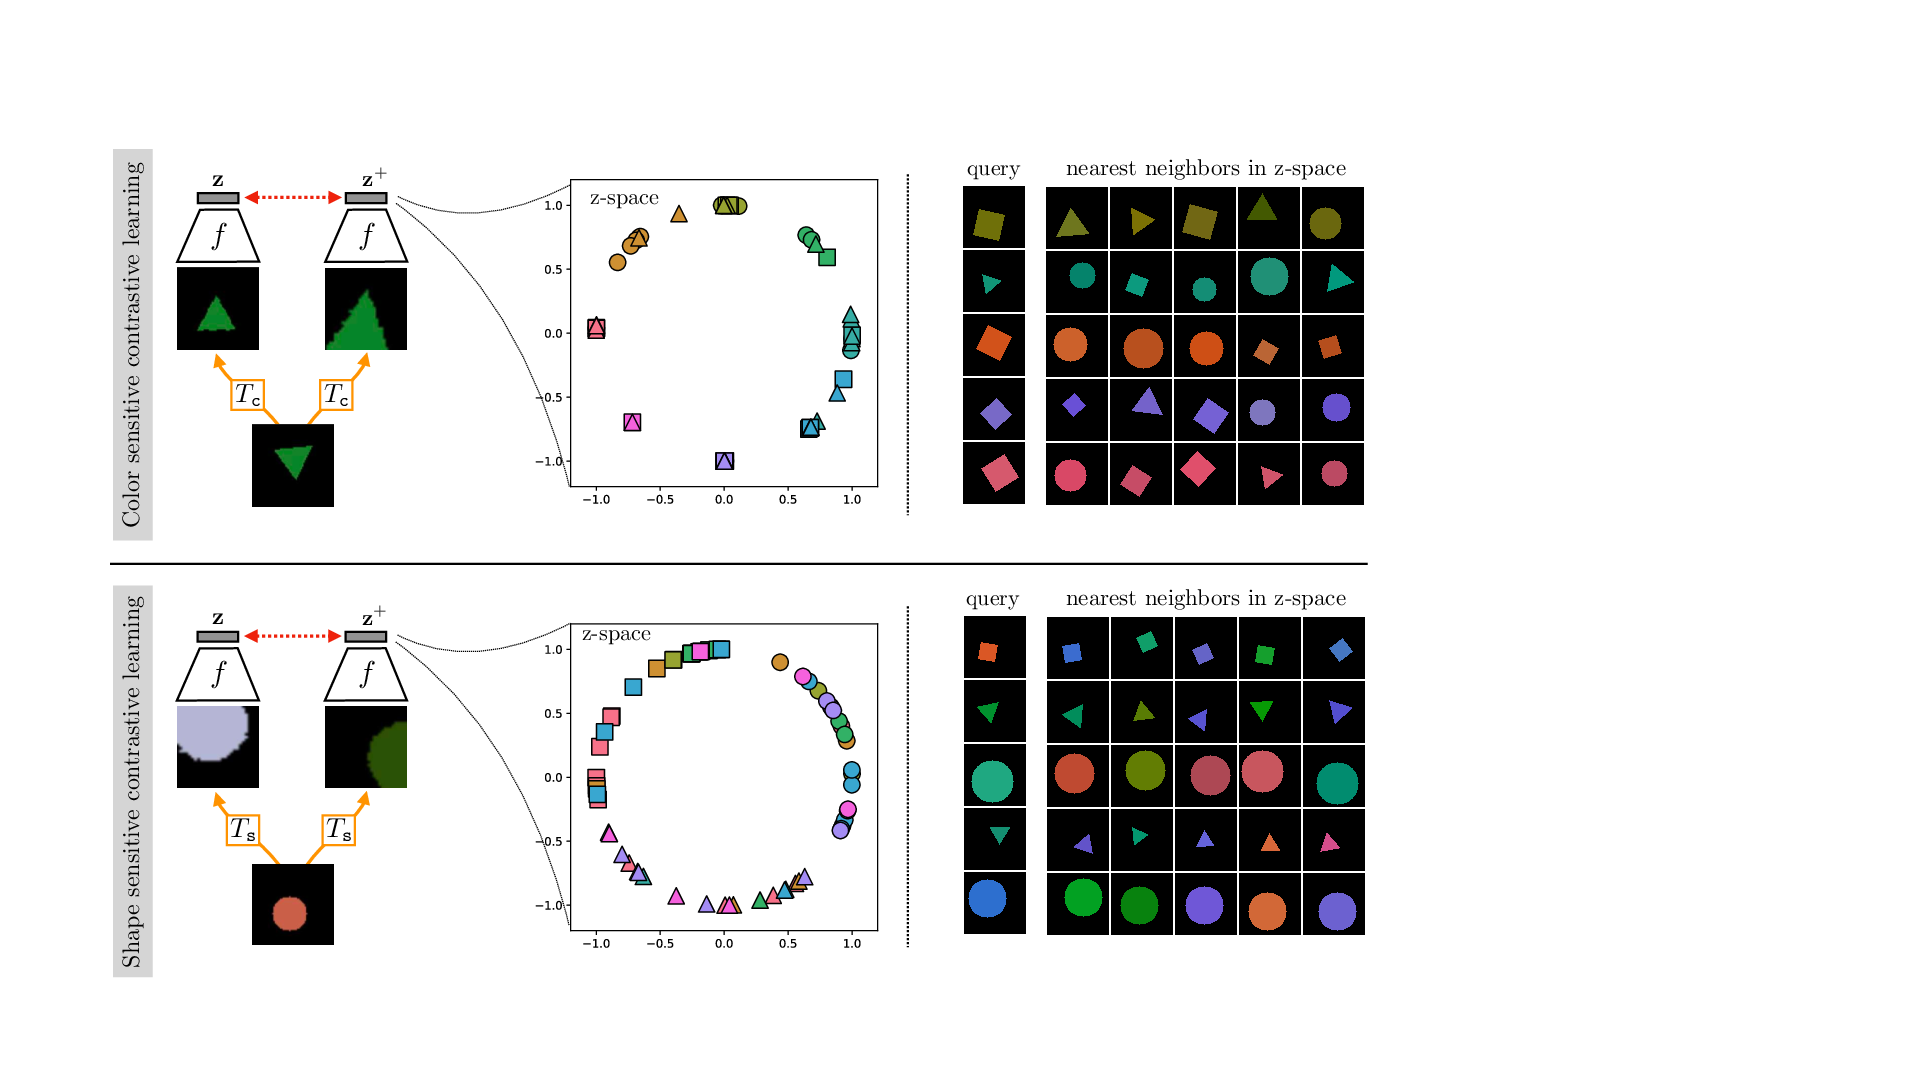 Color sensitive contrastive learning
z
z+
f
f
Tc
Tc
z-space
1.0
0.5
0.0
−0.5
−1.0
−1.0
−0.5
0.0
0.5
1.0
query
nearest neighbors in z-space
Shape sensitive contrastive learning
z
z+
f
f
Ts
Ts
z-space
1.0
0.5
0.0
−0.5
−1.0
−1.0
−0.5
0.0
0.5
1.0
query
nearest neighbors in z-space